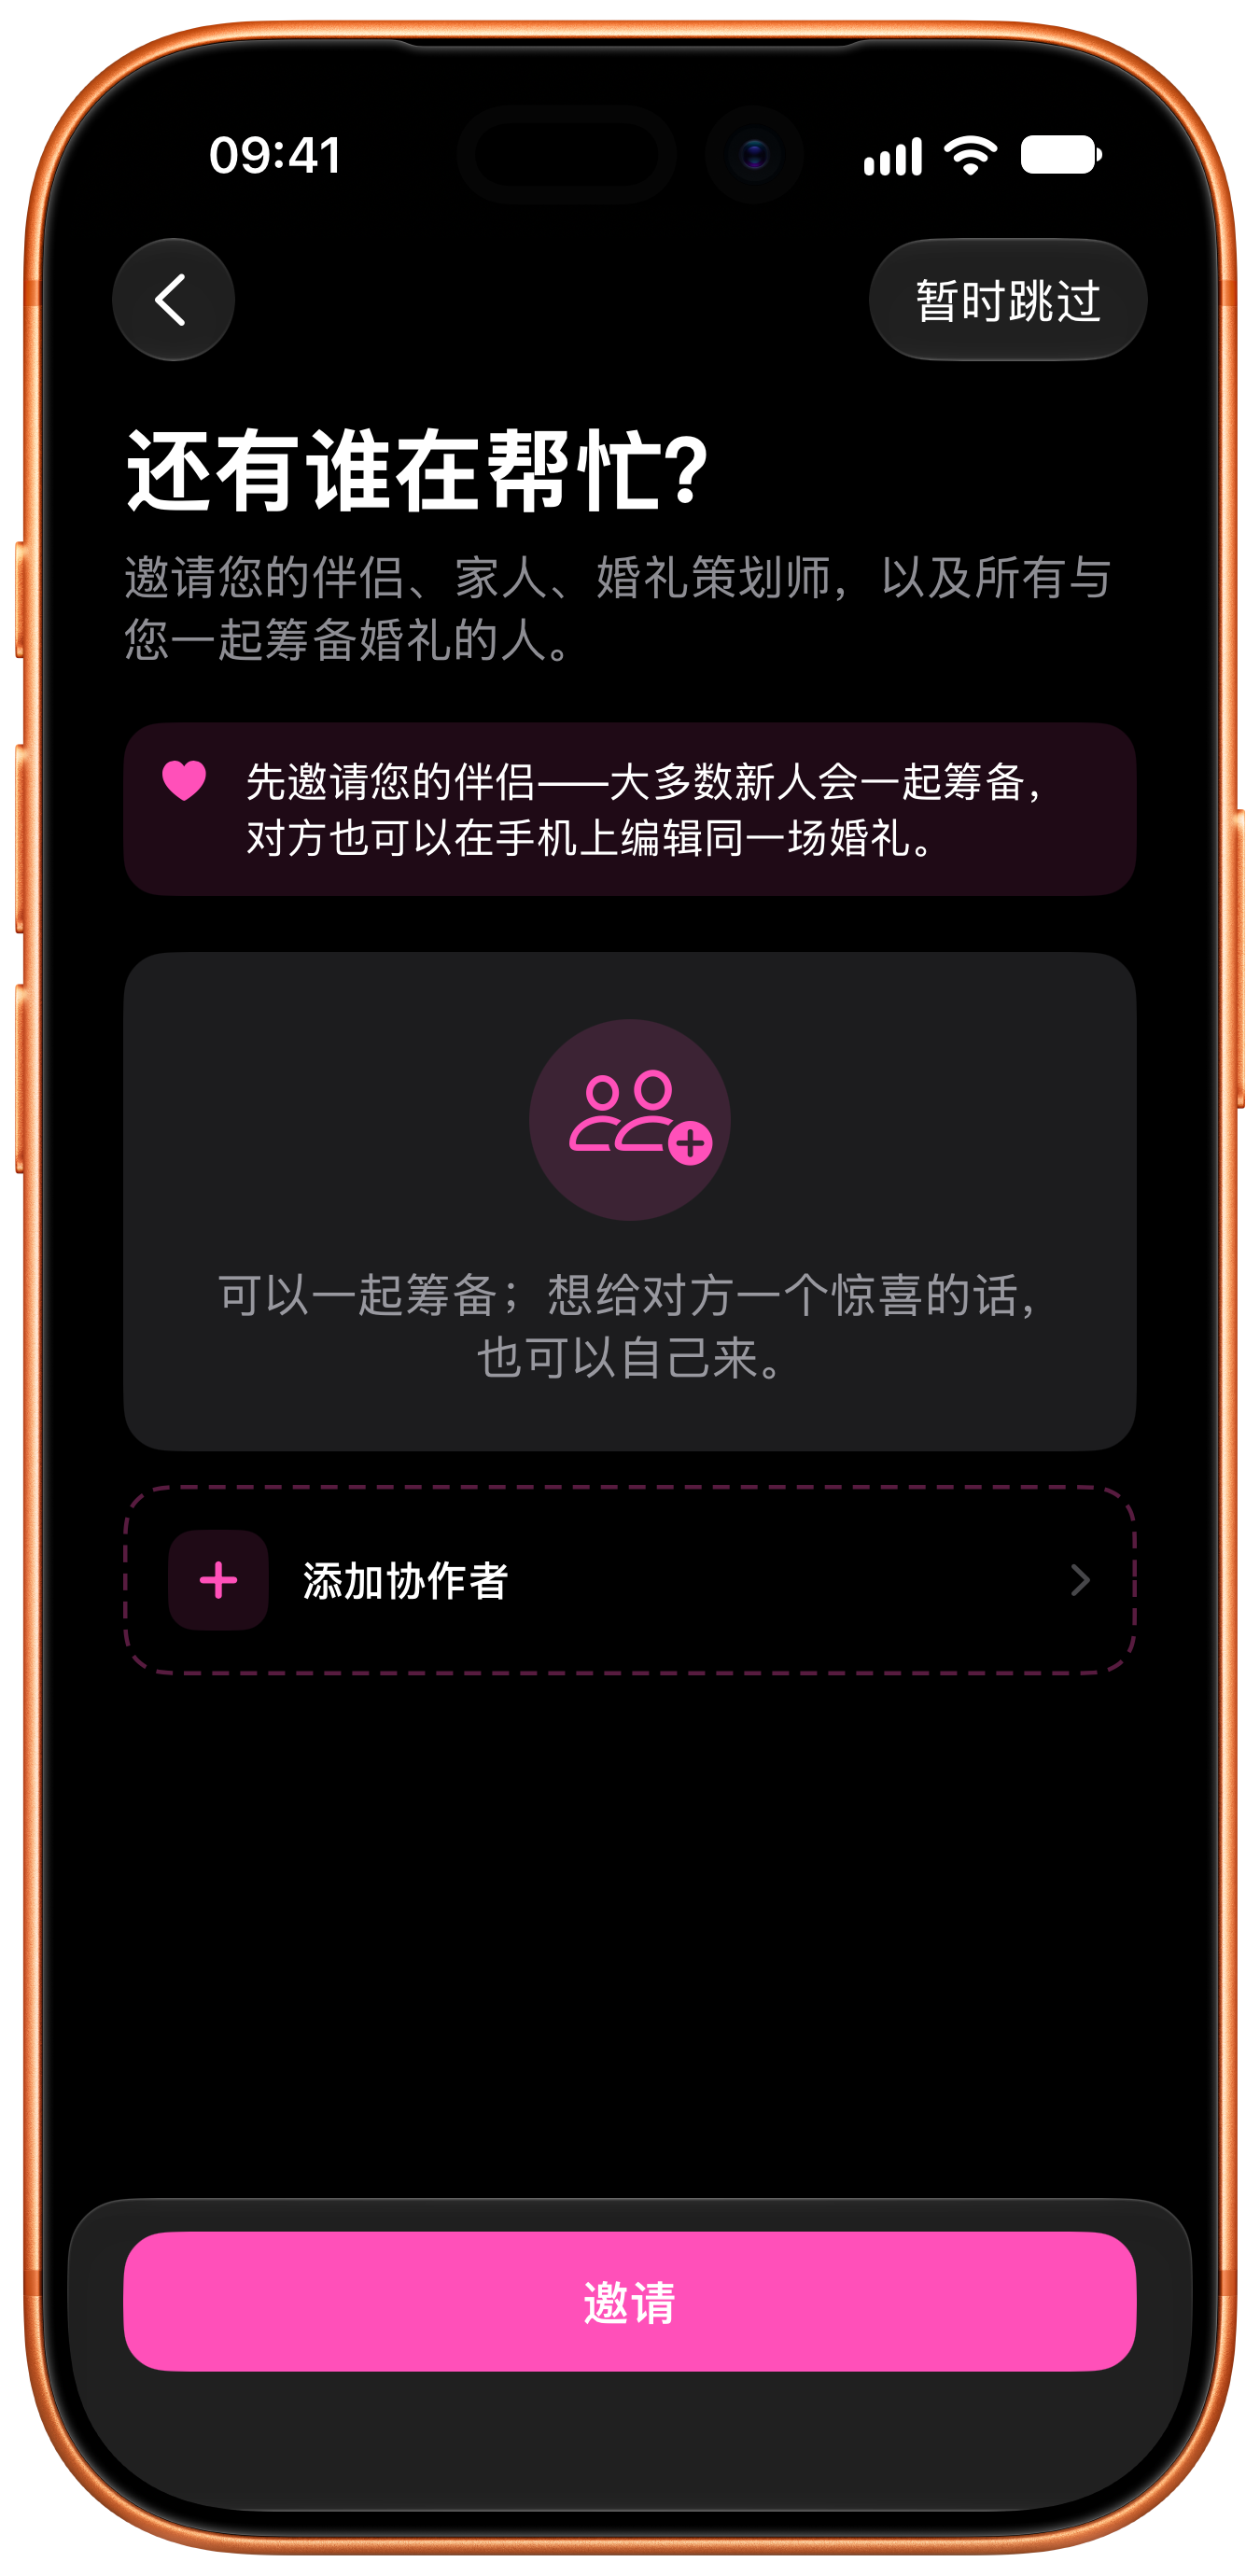 09:41
暂时跳过
还有谁在帮忙?
邀请您的伴侣、家人、婚礼策划师，以及所有与
您一起筹备婚礼的人。
先邀请您的伴侣——大多数新人会一起筹备，
对方也可以在手机上编辑同一场婚礼。
可以一起筹备；想给对方一个惊喜的话，
也可以自己来。
添加协作者
邀请